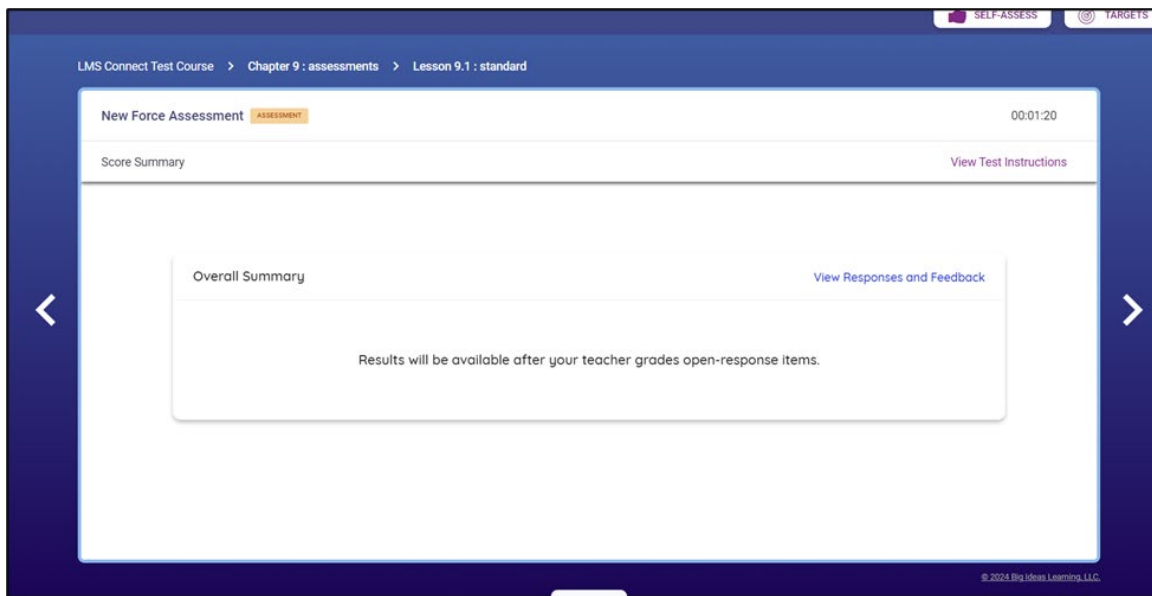 SELF-ASSESS TARGETS
LMS Connect Test Course > Chapter 9 : assessments > Lesson 9.1 : standard
New Force Assessment ASSESSMENT 00:01:20
Score Summary View Test Instructions
Overall Summary View Responses and Feedback
Results will be available after your teacher grades open-response items.
© 2024 Big Ideas Learning, LLC.